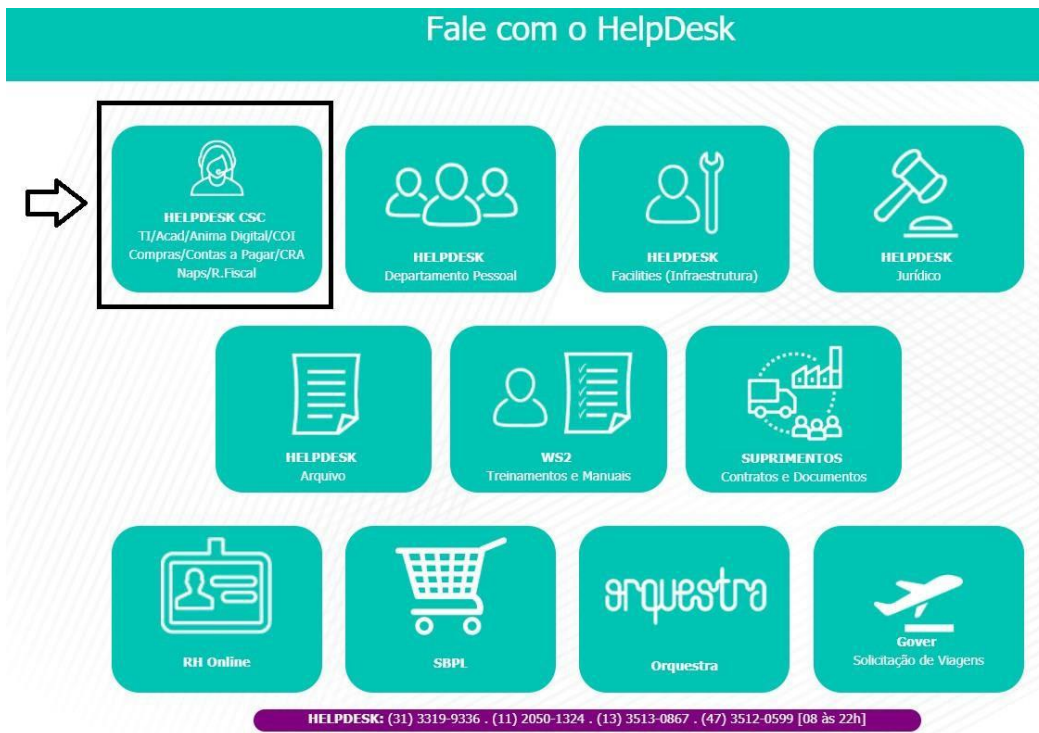 Fale com o HelpDesk
HELPDESK CSC
TI/Acad/Anima Digital/COI
Compras/Contas a Pagar/CRA
Naps/R.Fiscal
HELPDESK
Departamento Pessoal
HELPDESK
Facilities (Infraestrutura)
HELPDESK
Jurídico
HELPDESK
Arquivo
WS2
Treinamentos e Manuais
SUPRIMENTOS
Contratos e Documentos
RH Online
SBPL
orquestra
Orquestra
Gover
Solicitação de Viagens
HELPDESK: (31) 3319-9336 . (11) 2050-1324 . (13) 3513-0867 . (47) 3512-0599 [08 às 22h]